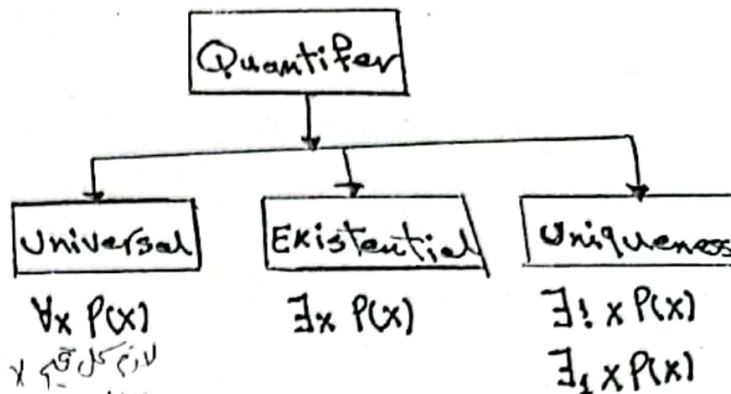 Quantifer
Universal
Existential
Uniqueness
∀x P(x)
∃x P(x)
∃! x P(x)
لازم كل قيم x
∃₁ x P(x)